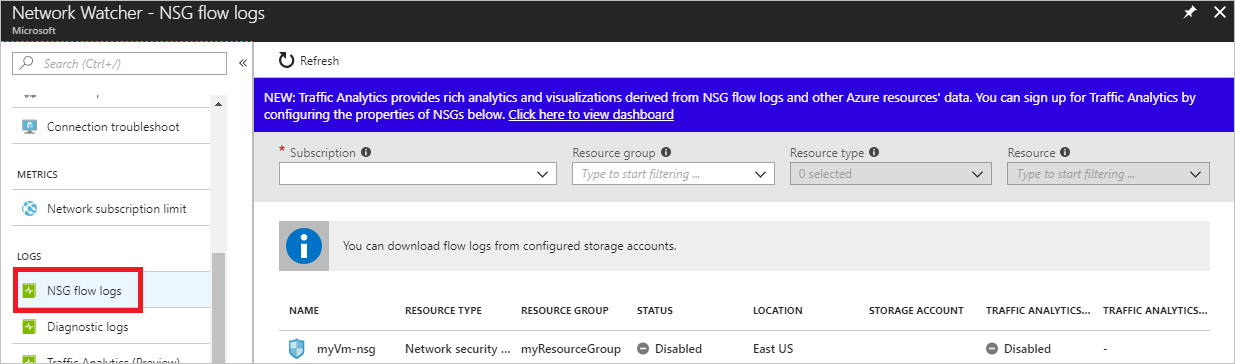 Network Watcher - NSG flow logs
Microsoft
Search (Ctrl+/)
Connection troubleshoot
METRICS
Network subscription limit
LOGS
NSG flow logs
Diagnostic logs
Traffic Analytics (Preview)
Refresh
NEW: Traffic Analytics provides rich analytics and visualizations derived from NSG flow logs and other Azure resources' data. You can sign up for Traffic Analytics by
configuring the properties of NSGs below. Click here to view dashboard
* Subscription Resource group Resource type Resource
Type to start filtering ... 0 selected Type to start filtering ...
You can download flow logs from configured storage accounts.
NAME RESOURCE TYPE RESOURCE GROUP STATUS LOCATION STORAGE ACCOUNT TRAFFIC ANALYTICS... TRAFFIC ANALYTICS...
myVm-nsg Network security ... myResourceGroup Disabled East US Disabled -